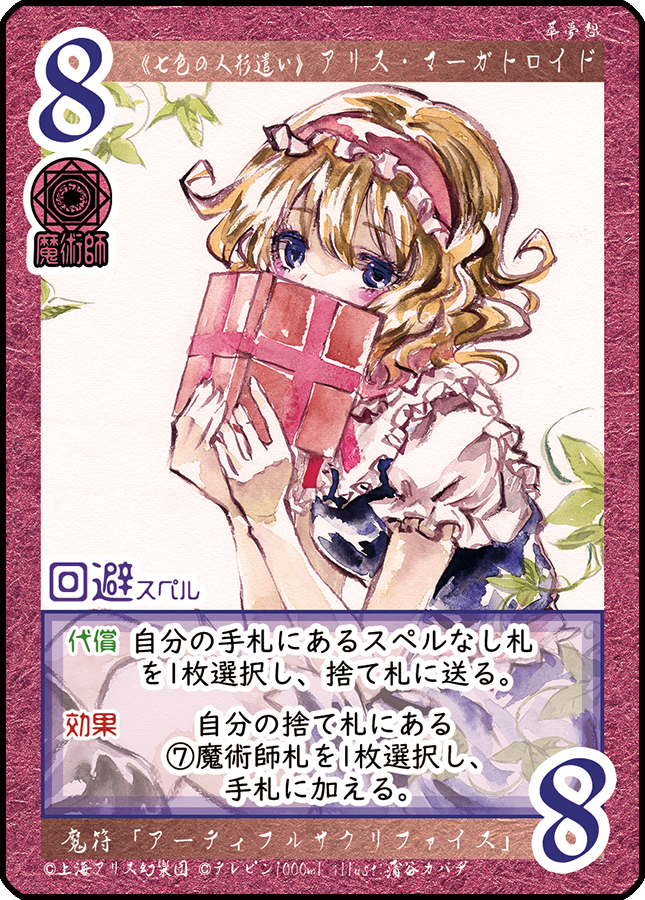 華夢想
8
《七色の人形遣い》アリス・マーガトロイド
魔術師
回避スペル
代償 自分の手札にあるスペルなし札
を1枚選択し、捨て札に送る。
効果 自分の捨て札にある
⑦魔術師札を1枚選択し、
手札に加える。
8
魔符「アーティフルサクリファイス」
©上海アリス幻樂団 ©テレピン1000ml illust:蒲谷カバヂ